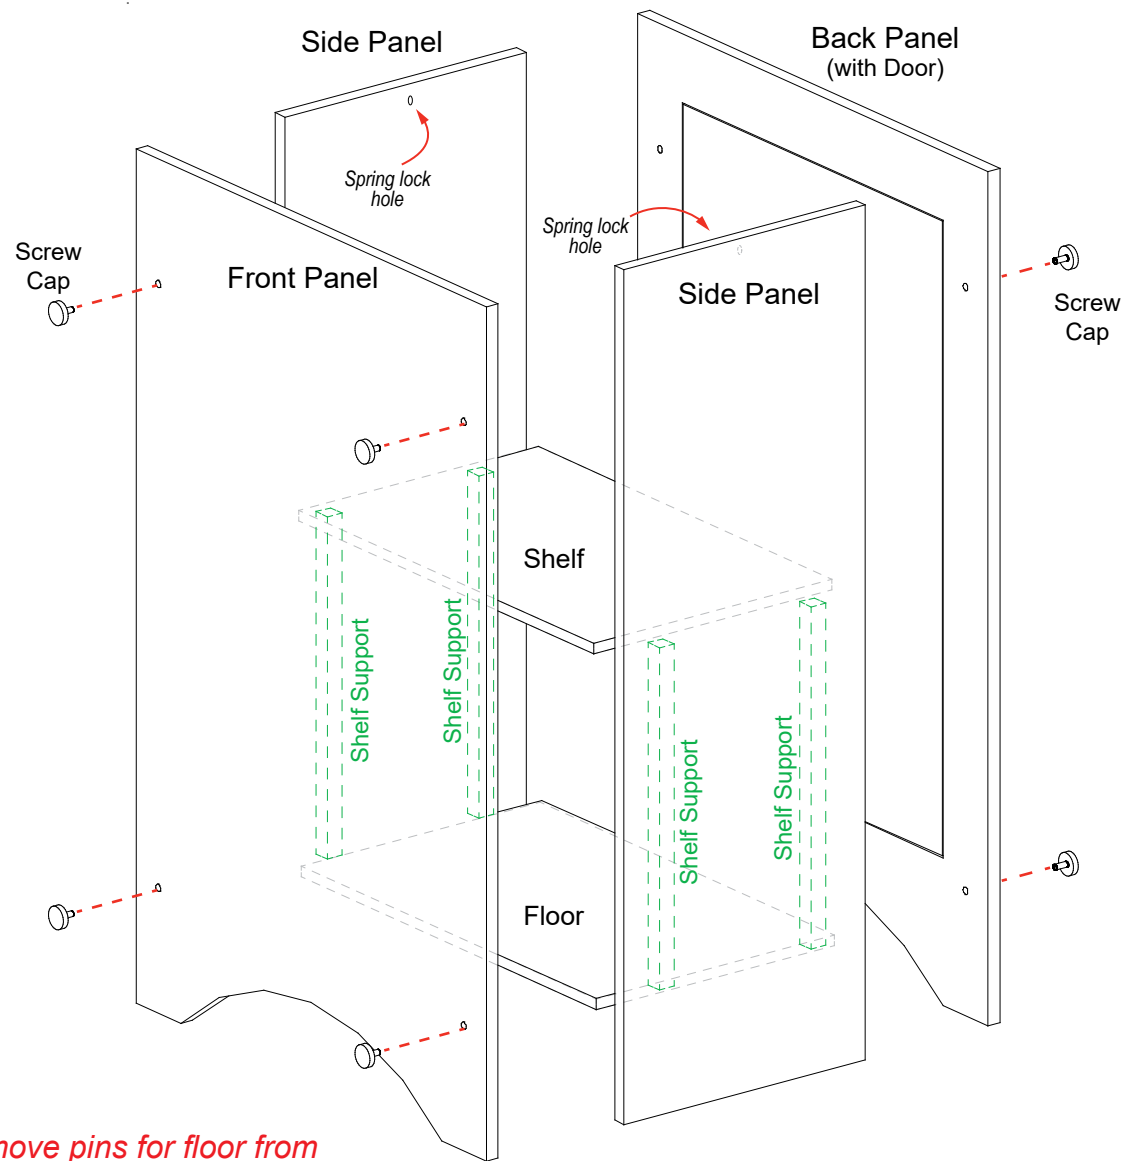 Side Panel
Back Panel
(with Door)
Spring lock
hole
Spring lock
hole
Screw
Cap
Front Panel
Side Panel
Screw
Cap
Shelf
Shelf Support
Shelf Support
Shelf Support
Shelf Support
Floor
pins for floor from